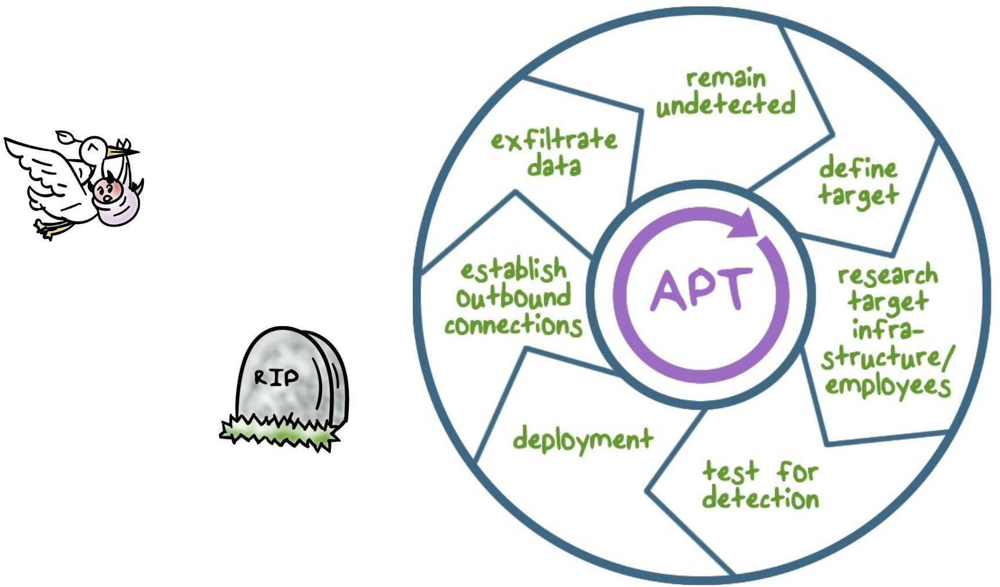 remain
undetected
define
target
research
target
infra-
structure/
employees
test for
detection
deployment
establish
outbound
connections
exfiltrate
data
APT
RIP